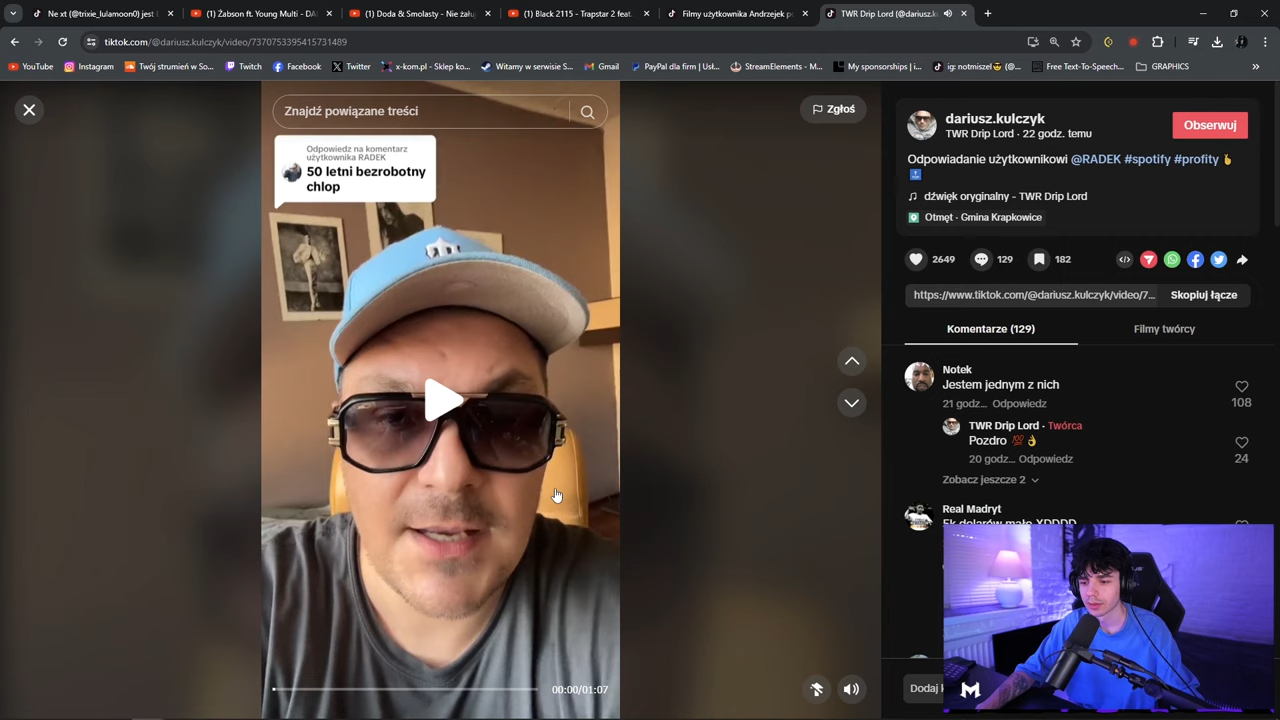 Ne xt (@trixie_lulamoon0) jest
(1) Żabson ft. Young Multi - DA
(1) Doda & Smolasty - Nie żału
(1) Black 2115 - Trapstar 2 feat.
Filmy użytkownika Andrzejek p
TWR Drip Lord (@dariusz.k
tiktok.com/@dariusz.kulczyk/video/7370753395415731489
YouTube
Instagram
Twój strumień w So...
Twitch
Facebook
Twitter
x-kom.pl - Sklep ko...
Witamy w serwisie S...
Gmail
PayPal dla firm | Usł...
StreamElements - M...
My sponsorships | i...
ig: notmiszel
(@...
Free Text-To-Speech...
GRAPHICS
Znajdź powiązane treści
Zgłoś
Odpowiedz na komentarz
użytkownika RADEK
50 letni bezrobotny
chlop
00:00/01:07
dariusz.kulczyk
TWR Drip Lord · 22 godz. temu
Obserwuj
Odpowiadanie użytkownikowi @RADEK #spotify #profity
dźwięk oryginalny - TWR Drip Lord
Otmęt - Gmina Krapkowice
2649
129
182
https://www.tiktok.com/@dariusz.kulczyk/video/7...
Skopiuj łącze
Komentarze (129)
Filmy twórcy
Notek
Jestem jednym z nich
21 godz... Odpowiedz
108
TWR Drip Lord · Twórca
Pozdro 💯👌
20 godz... Odpowiedz
24
Zobacz jeszcze 2
Real Madryt
5k dolarów mało XDDDD
Dodaj